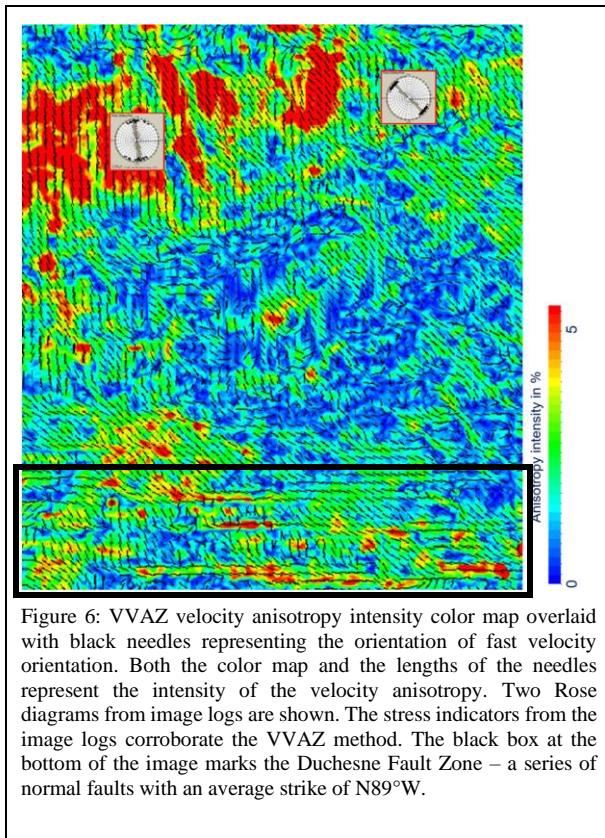 5
Anisotropy intensity in %
0
Figure 6: VVAZ velocity anisotropy intensity color map overlaid
with black needles representing the orientation of fast velocity
orientation. Both the color map and the lengths of the needles
represent the intensity of the velocity anisotropy. Two Rose
diagrams from image logs are shown. The stress indicators from the
image logs corroborate the VVAZ method. The black box at the
bottom of the image marks the Duchesne Fault Zone – a series of
normal faults with an average strike of N89°W.